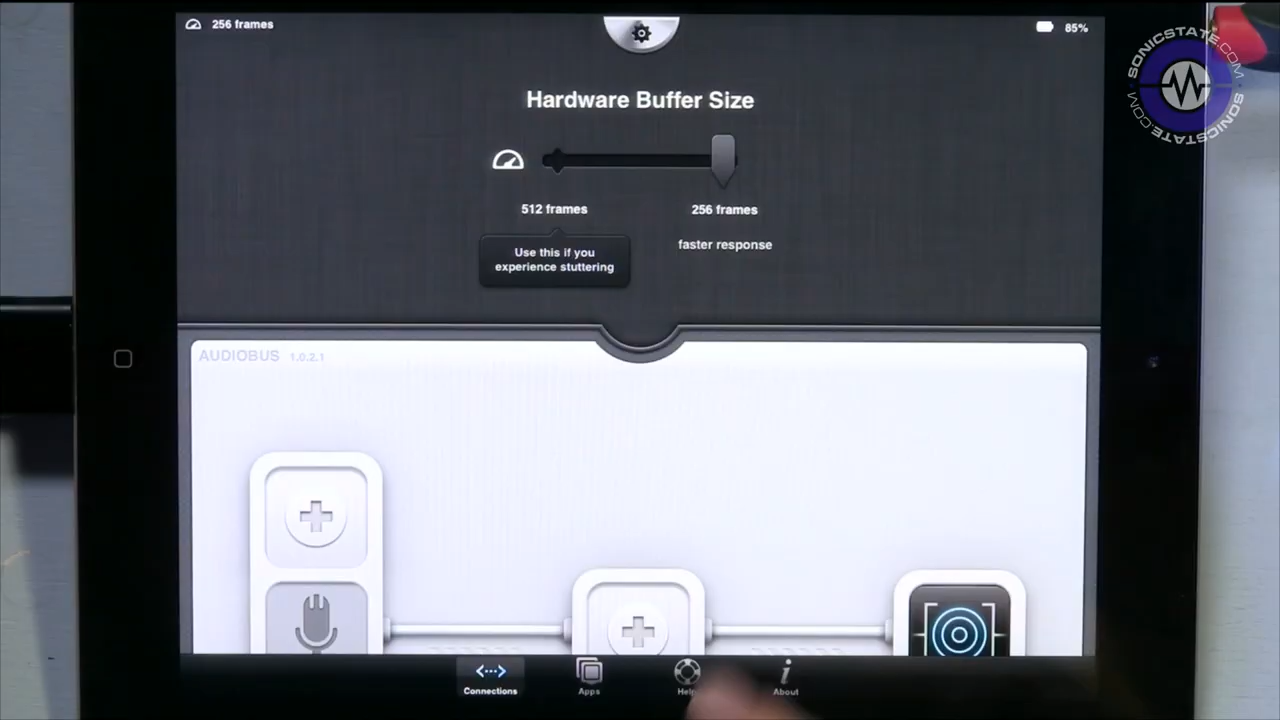 256 frames
85%
SONICSTATE.COM
SONICSTATE.COM
Hardware Buffer Size
512 frames
256 frames
Use this if you
experience stuttering
faster response
AUDIOBUS 1.0.2.1
Connections
Apps
Help
About